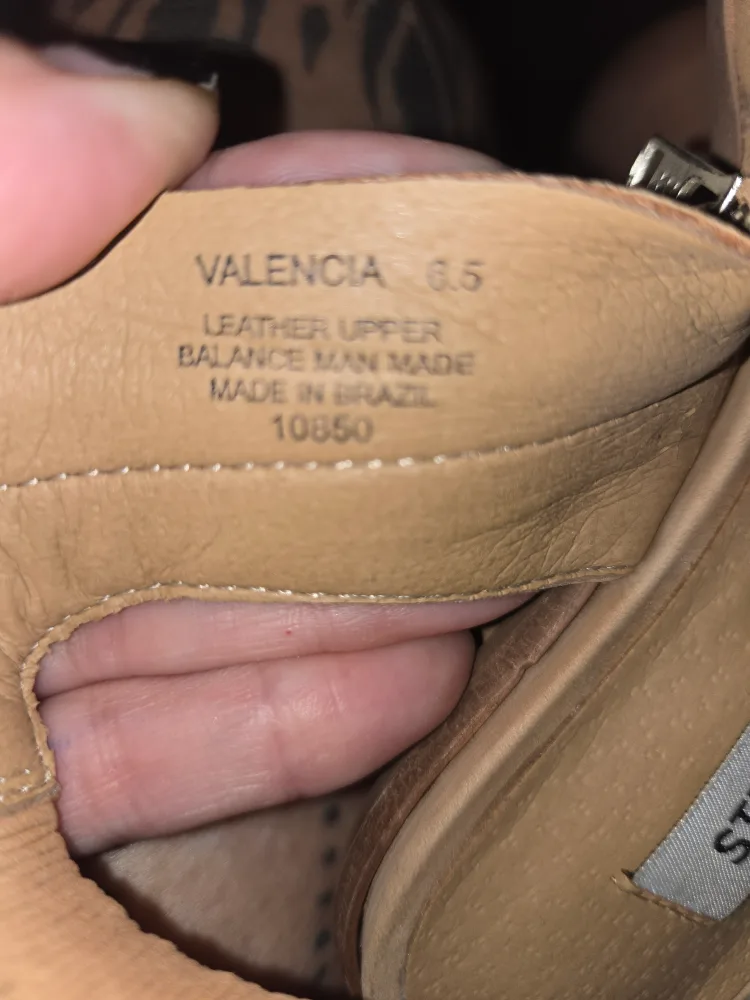 VALENCIA 6.5
LEATHER UPPER
BALANCE MAN MADE
MADE IN BRAZIL
10850